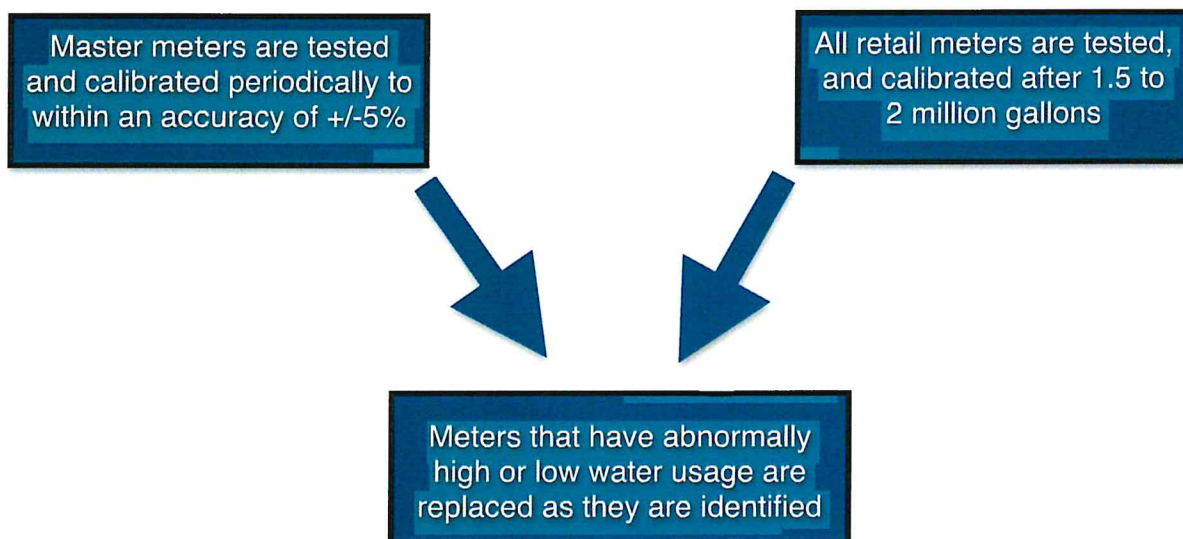 Master meters are tested
and calibrated periodically to
within an accuracy of +/-5%
All retail meters are tested,
and calibrated after 1.5 to
2 million gallons
Meters that have abnormally
high or low water usage are
replaced as they are identified